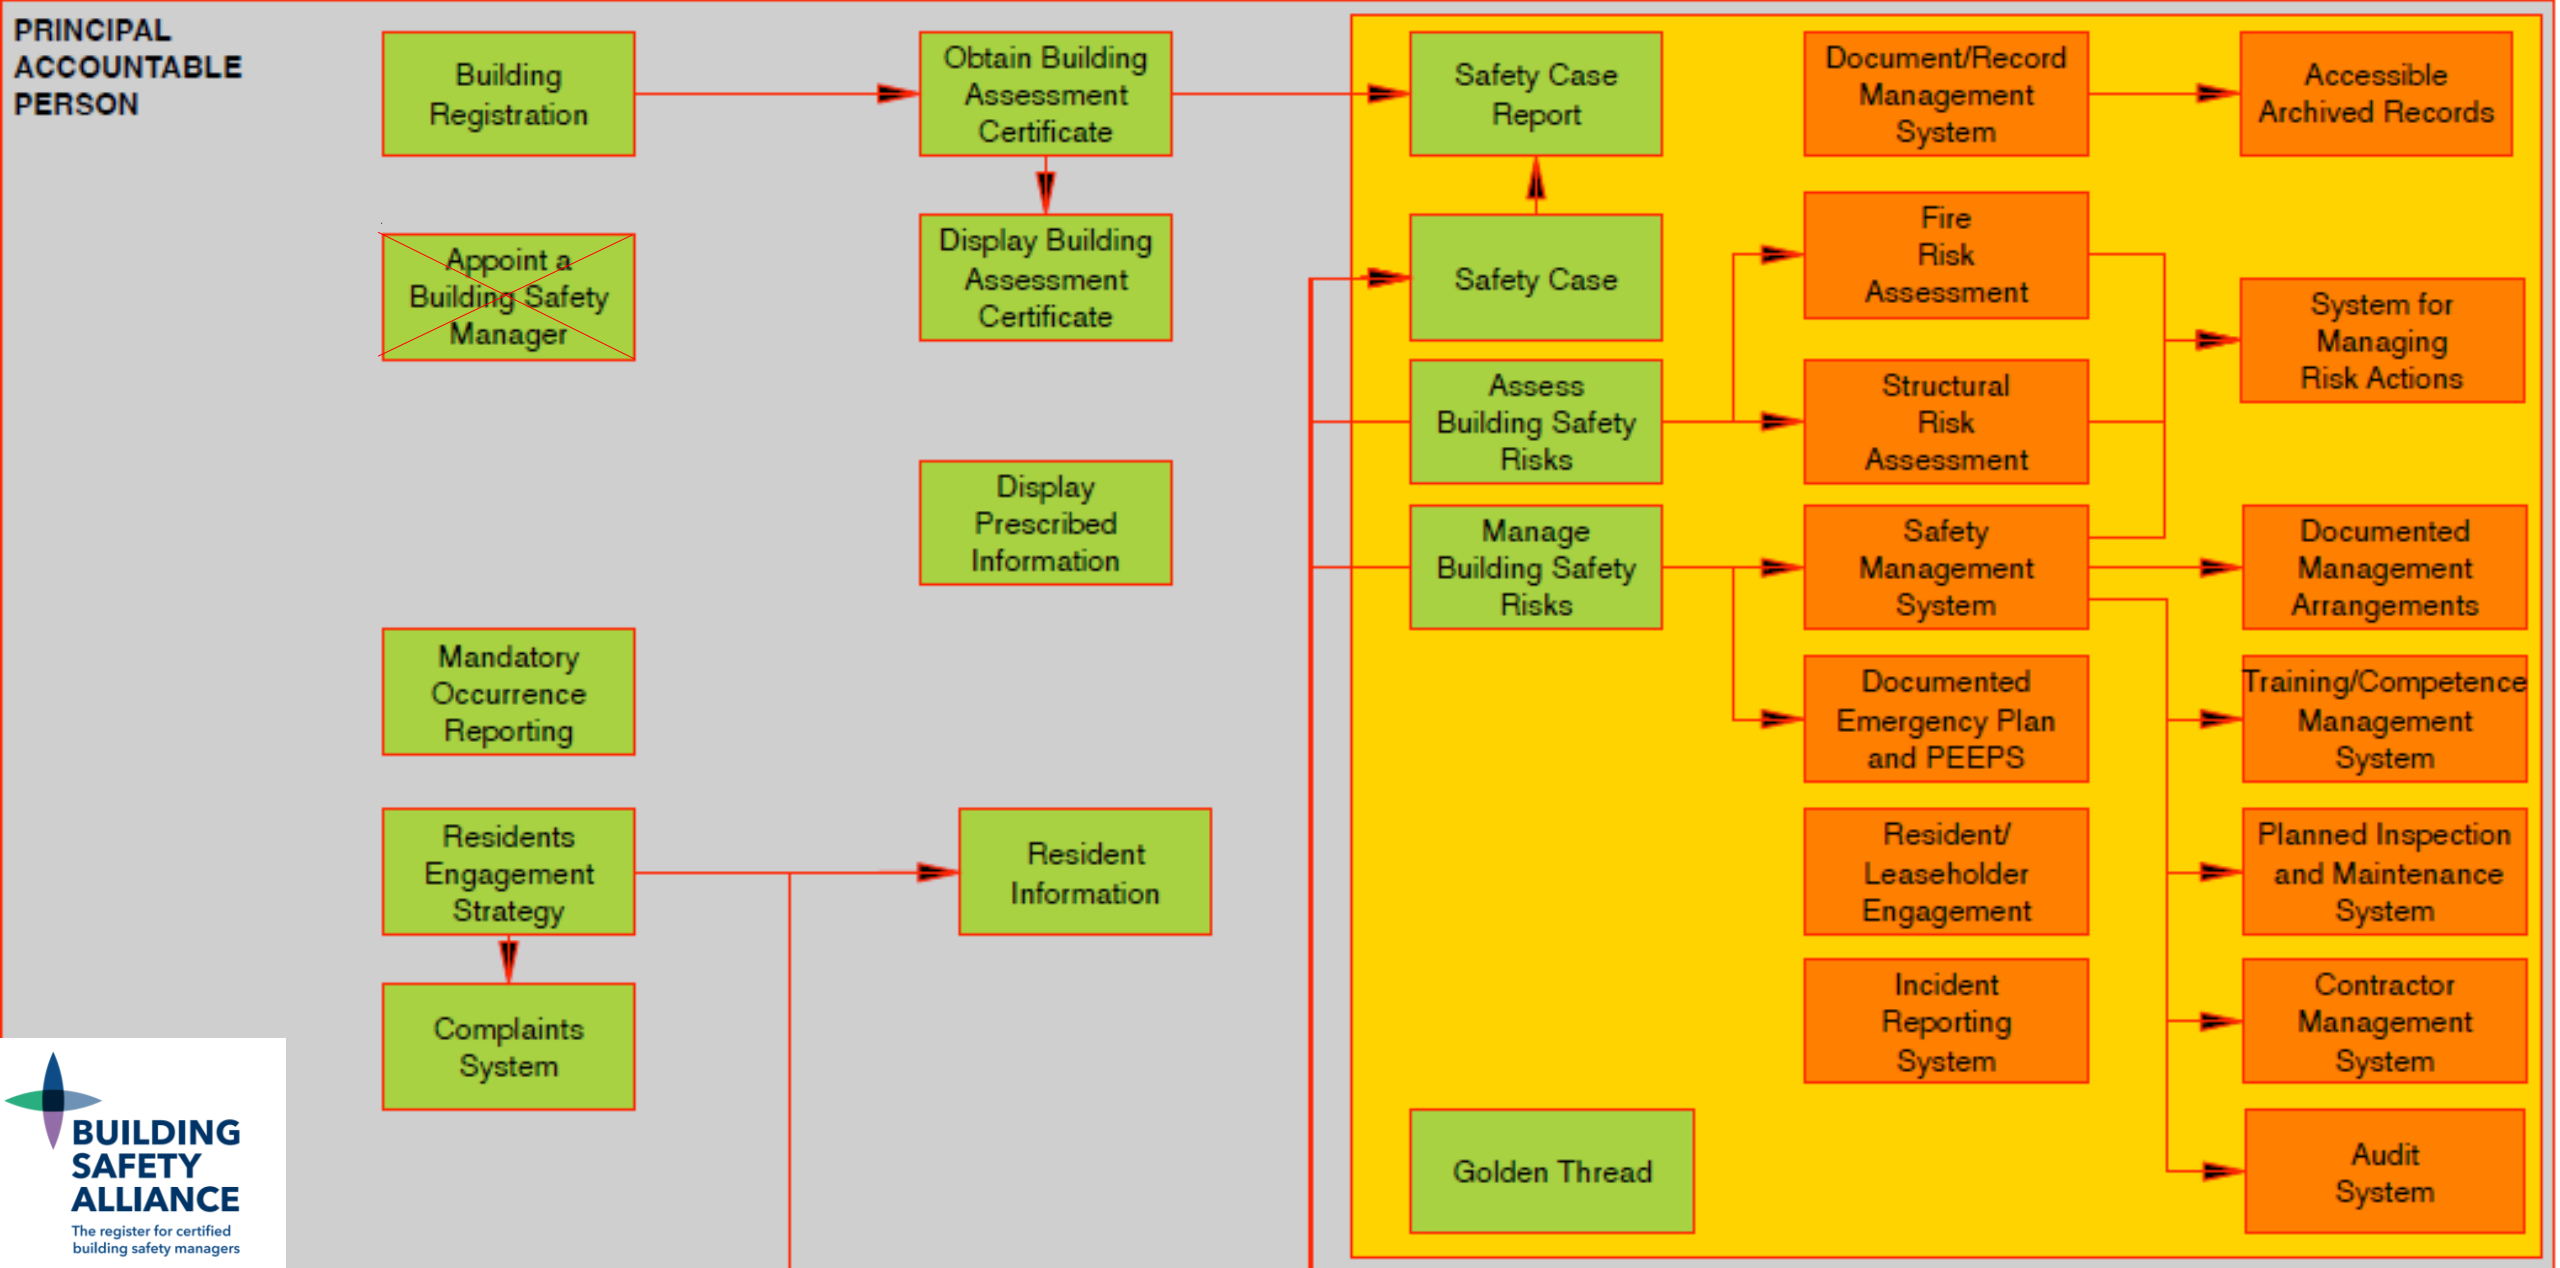 PRINCIPAL
ACCOUNTABLE
PERSON
Building
Registration
Obtain Building
Assessment
Certificate
Safety Case
Report
Document/Record
Management
System
Accessible
Archived Records
Appoint a
Building Safety
Manager
Display Building
Assessment
Certificate
Safety Case
Fire
Risk
Assessment
System for
Managing
Risk Actions
Assess
Building Safety
Risks
Structural
Risk
Assessment
Display
Prescribed
Information
Manage
Building Safety
Risks
Safety
Management
System
Documented
Management
Arrangements
Mandatory
Occurrence
Reporting
Documented
Emergency Plan
and PEEPS
Training/Competence
Management
System
Residents
Engagement
Strategy
Resident
Information
Resident/
Leaseholder
Engagement
Planned Inspection
and Maintenance
System
Complaints
System
Incident
Reporting
System
Contractor
Management
System
Golden Thread
Audit
System
BUILDING
SAFETY
ALLIANCE
The register for certified
building safety managers